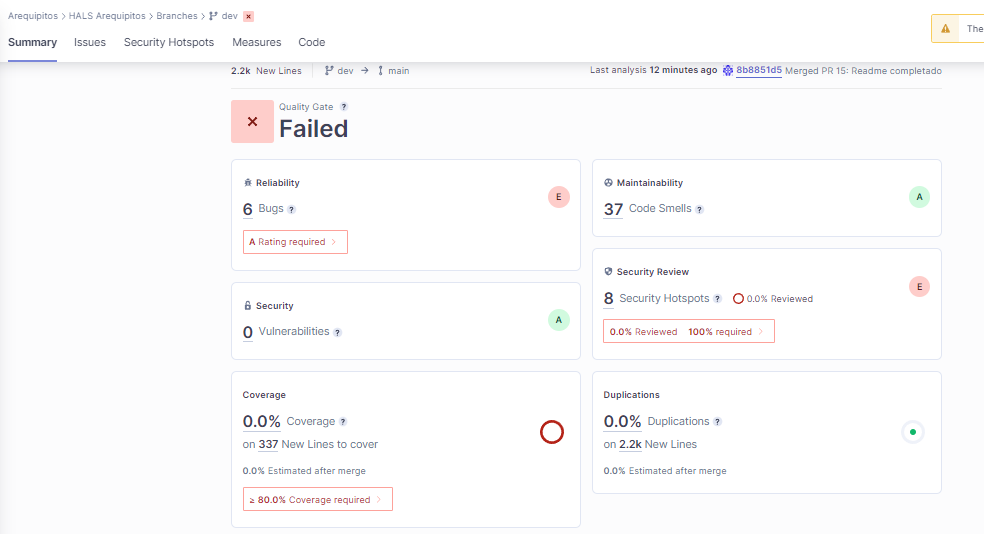 Arequipitos > HALS Arequipitos > Branches > dev ×
The
Summary Issues Security Hotspots Measures Code
2.2k New Lines dev → main Last analysis 12 minutes ago 8b8851d5 Merged PR 15: Readme completado
Quality Gate ?
× Failed
Reliability
6 Bugs ? E
A Rating required >
Maintainability
37 Code Smells ? A
Security Review
8 Security Hotspots ? 0.0% Reviewed E
0.0% Reviewed 100% required >
Security
0 Vulnerabilities ? A
Coverage
0.0% Coverage ?
on 337 New Lines to cover
0.0% Estimated after merge
≥ 80.0% Coverage required >
Duplications
0.0% Duplications ?
on 2.2k New Lines
0.0% Estimated after merge